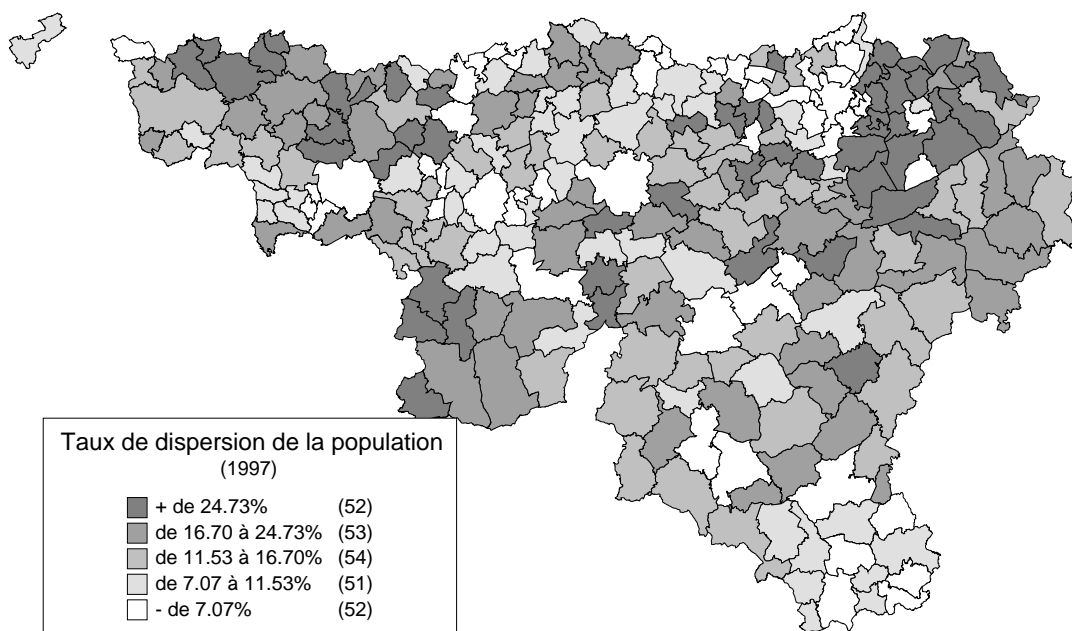 Taux de dispersion de la population
(1997)
+ de 24.73% (52)
de 16.70 à 24.73% (53)
de 11.53 à 16.70% (54)
de 7.07 à 11.53% (51)
- de 7.07% (52)